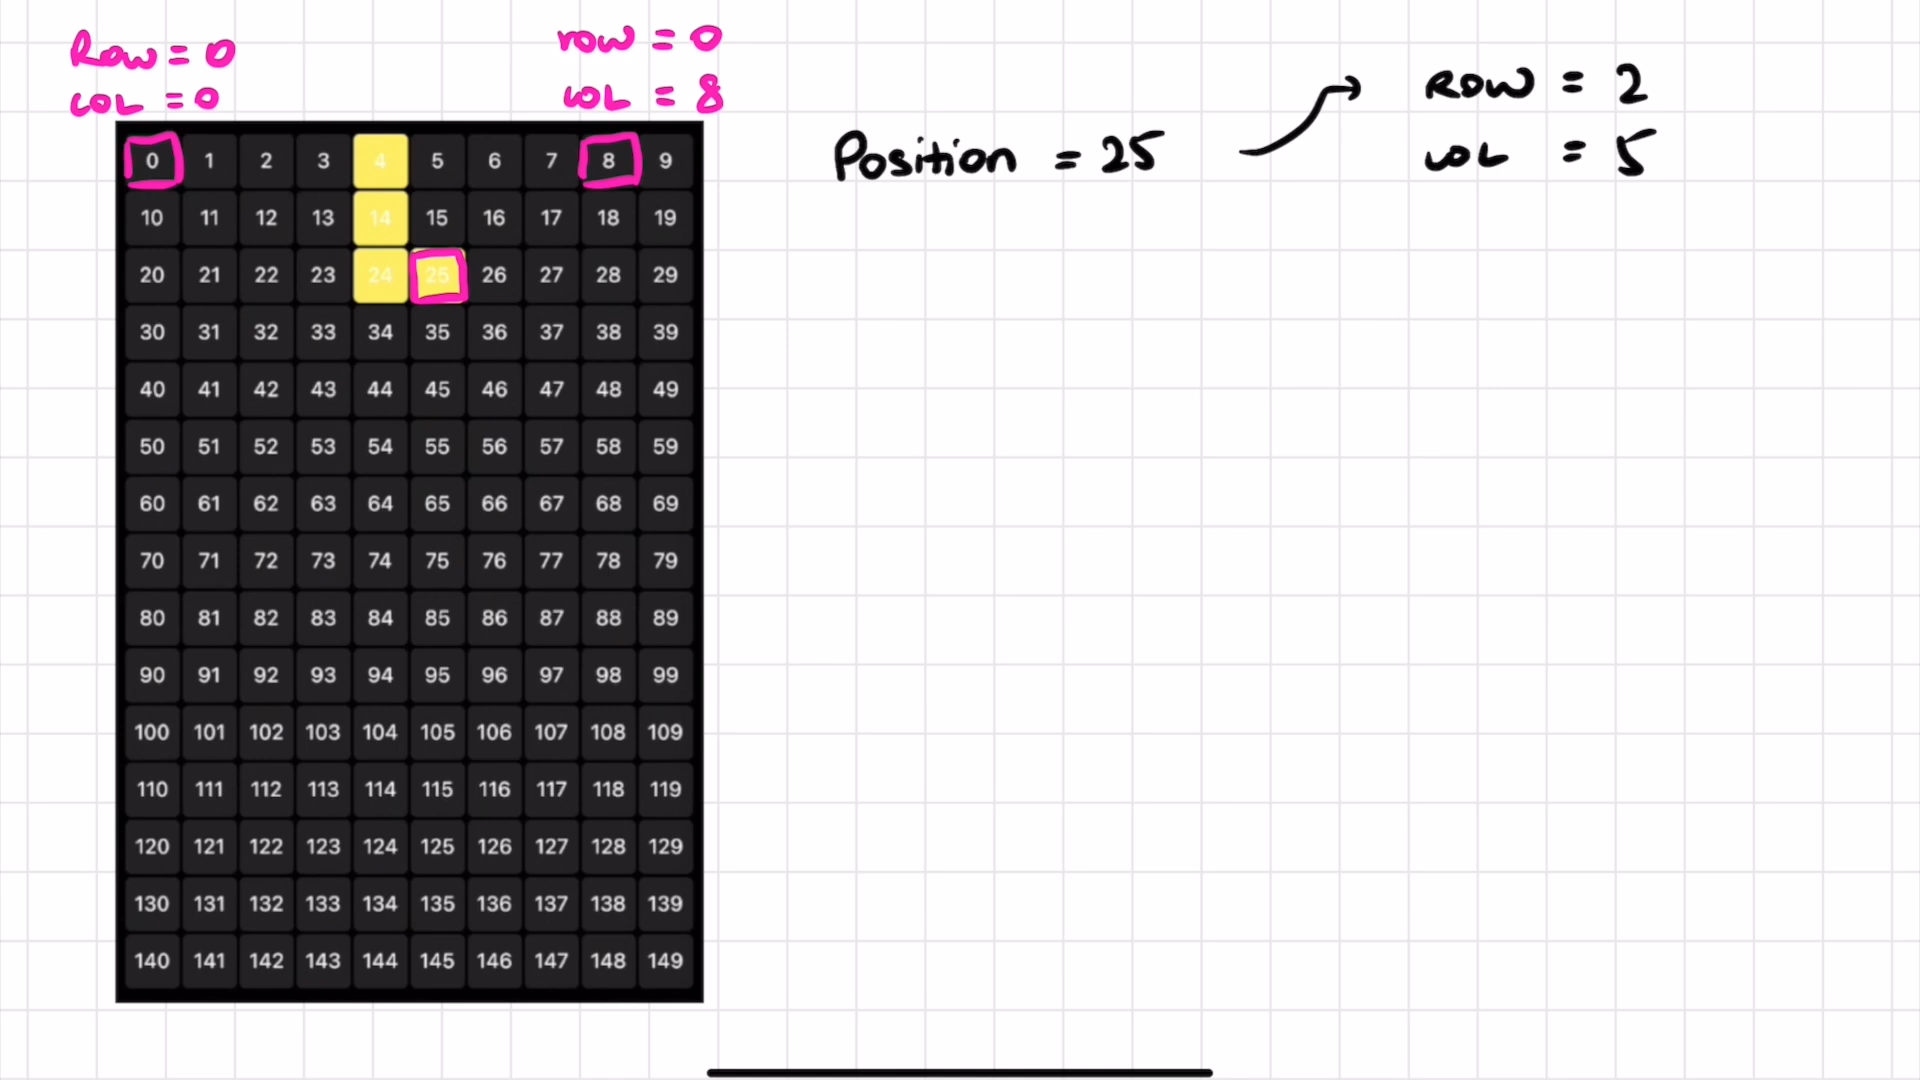 Row = 0
COL = 0
row = 0
COL = 8
Position = 25
ROW = 2
COL = 5
0 1 2 3 4 5 6 7 8 9
10 11 12 13 14 15 16 17 18 19
20 21 22 23 24 25 26 27 28 29
30 31 32 33 34 35 36 37 38 39
40 41 42 43 44 45 46 47 48 49
50 51 52 53 54 55 56 57 58 59
60 61 62 63 64 65 66 67 68 69
70 71 72 73 74 75 76 77 78 79
80 81 82 83 84 85 86 87 88 89
90 91 92 93 94 95 96 97 98 99
100 101 102 103 104 105 106 107 108 109
110 111 112 113 114 115 116 117 118 119
120 121 122 123 124 125 126 127 128 129
130 131 132 133 134 135 136 137 138 139
140 141 142 143 144 145 146 147 148 149